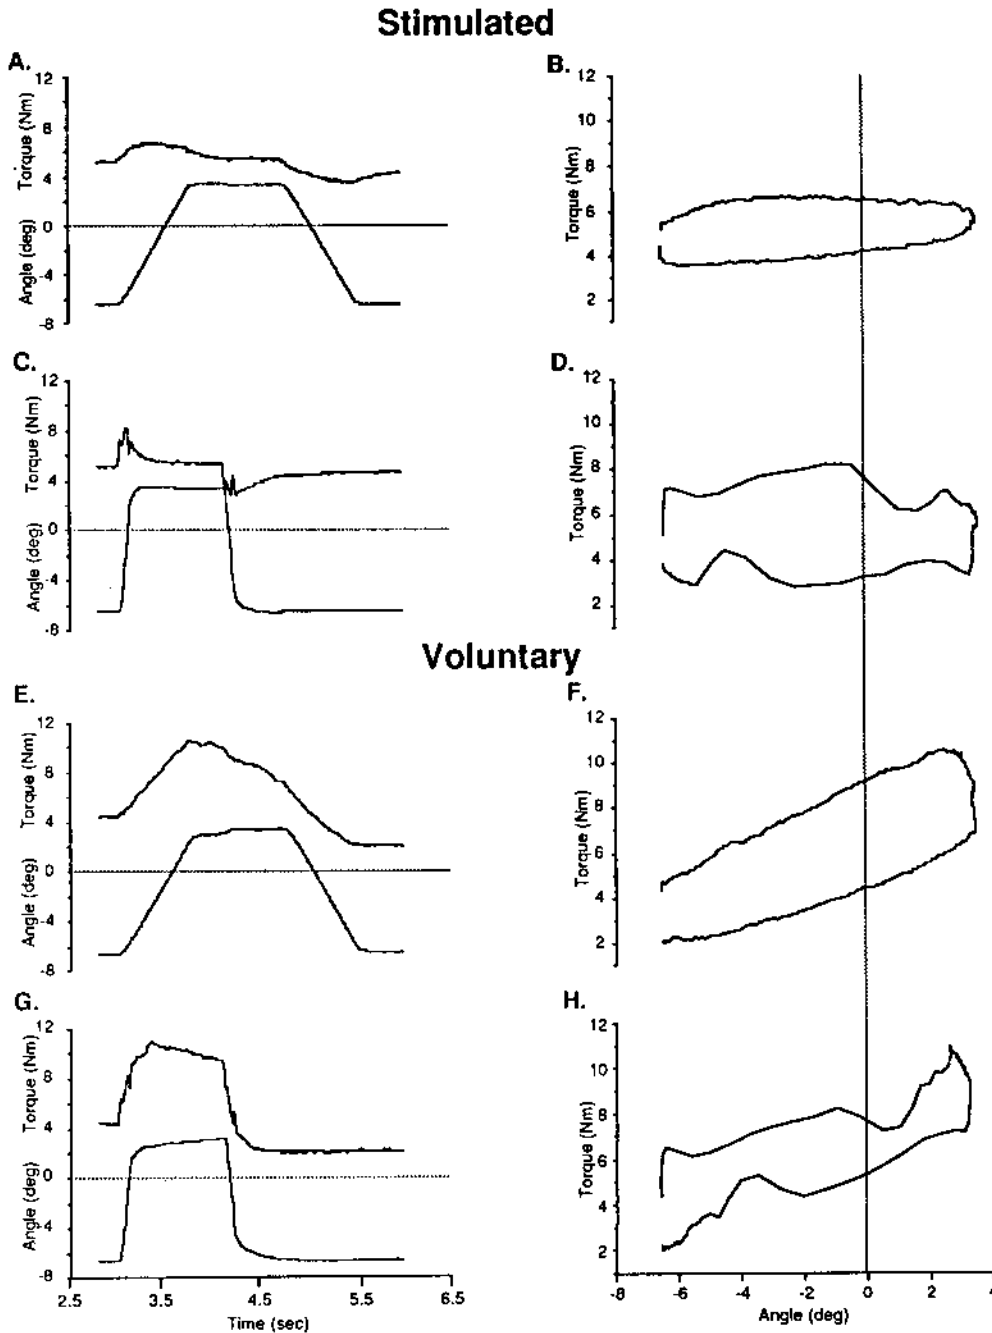 Stimulated
A.
B.
12
8
4
0
-4
-8
Torque (Nm)
Angle (deg)
12
10
8
6
4
2
Torque (Nm)
C.
D.
12
8
4
0
-4
-8
Torque (Nm)
Angle (deg)
12
10
8
6
4
2
Torque (Nm)
Voluntary
E.
F.
12
8
4
0
-4
-8
Torque (Nm)
Angle (deg)
12
10
8
6
4
2
Torque (Nm)
G.
H.
12
8
4
0
-4
-8
Torque (Nm)
Angle (deg)
2.5 3.5 4.5 5.5 6.5
Time (sec)
12
10
8
6
4
2
Torque (Nm)
-8 -6 -4 -2 0 2 4
Angle (deg)